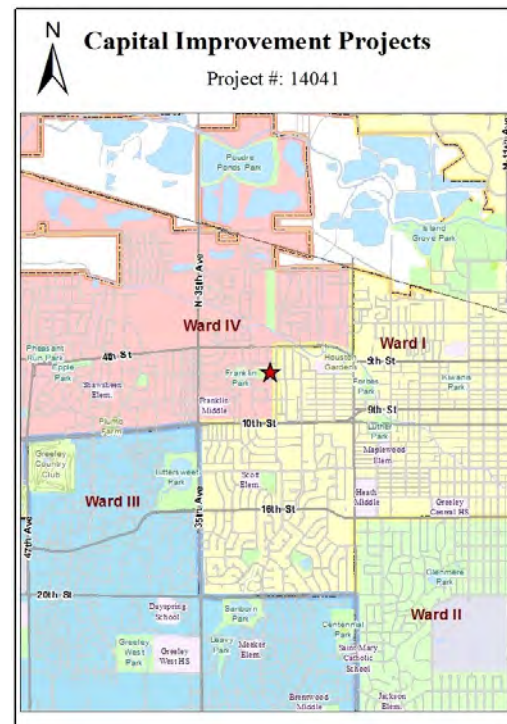 N
Capital Improvement Projects
Project #: 14041
Poudre
Ponds Park
N 11th Ave
Island
Grove Park
N 35th Ave
Ward IV
Ward I
Pheasant
Run Park
4th St
Epple
Park
Shawsheen
Elem.
Franklin
Park
Franklin
Middle
Houston
Gardens
5th St
Forbes
Park
Kiwanis
Park
9th St
10th St
Luther
Park
Maplewood
Elem.
Plumb
Farm
Greeley
Country
Club
Bittersweet
Park
Scott
Elem.
Heath
Middle
Greeley
Central HS
Ward III
35th Ave
16th St
47th Ave
Glenmere
Park
20th St
Ward II
Dayspring
School
Sanborn
Park
Centennial
Park
Greeley
West
Park
Greeley
West HS
Leavy
Park
Meeker
Elem.
Saint Mary
Catholic
School
Brentwood
Middle
Jackson
Elem.